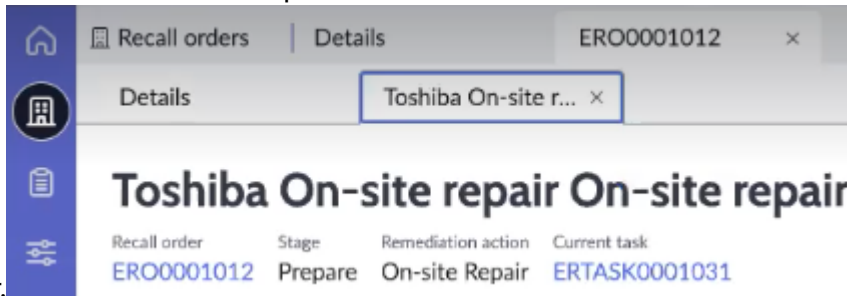 Recall orders | Details ERO0001012 ×
Details Toshiba On-site r... ×
Toshiba On-site repair On-site repair
Recall order Stage Remediation action Current task
ERO0001012 Prepare On-site Repair ERTASK0001031